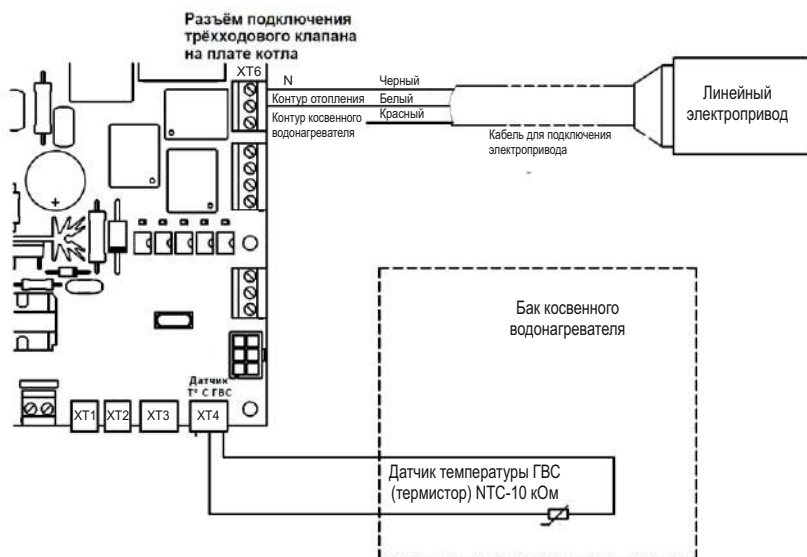 Разъём подключения
трёхходового клапана
на плате котла
XT6
N
Черный
Контур отопления
Белый
Контур косвенного
водонагревателя
Красный
Кабель для подключения
электропривода
Линейный
электропривод
Бак косвенного
водонагревателя
Датчик
T° С ГВС
XT1
XT2
XT3
XT4
Датчик температуры ГВС
(термистор) NTC-10 кОм